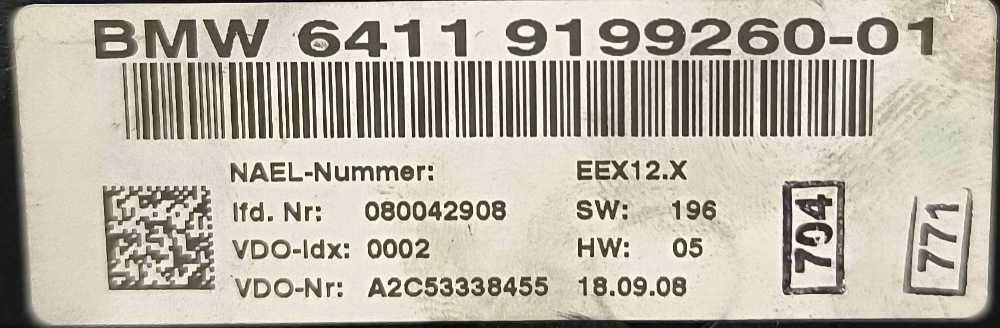 BMW 6411 9199260-01
NAEL-Nummer: EEX12.X
lfd. Nr: 080042908 SW: 196
VDO-Idx: 0002 HW: 05
VDO-Nr: A2C53338455 18.09.08
794
771